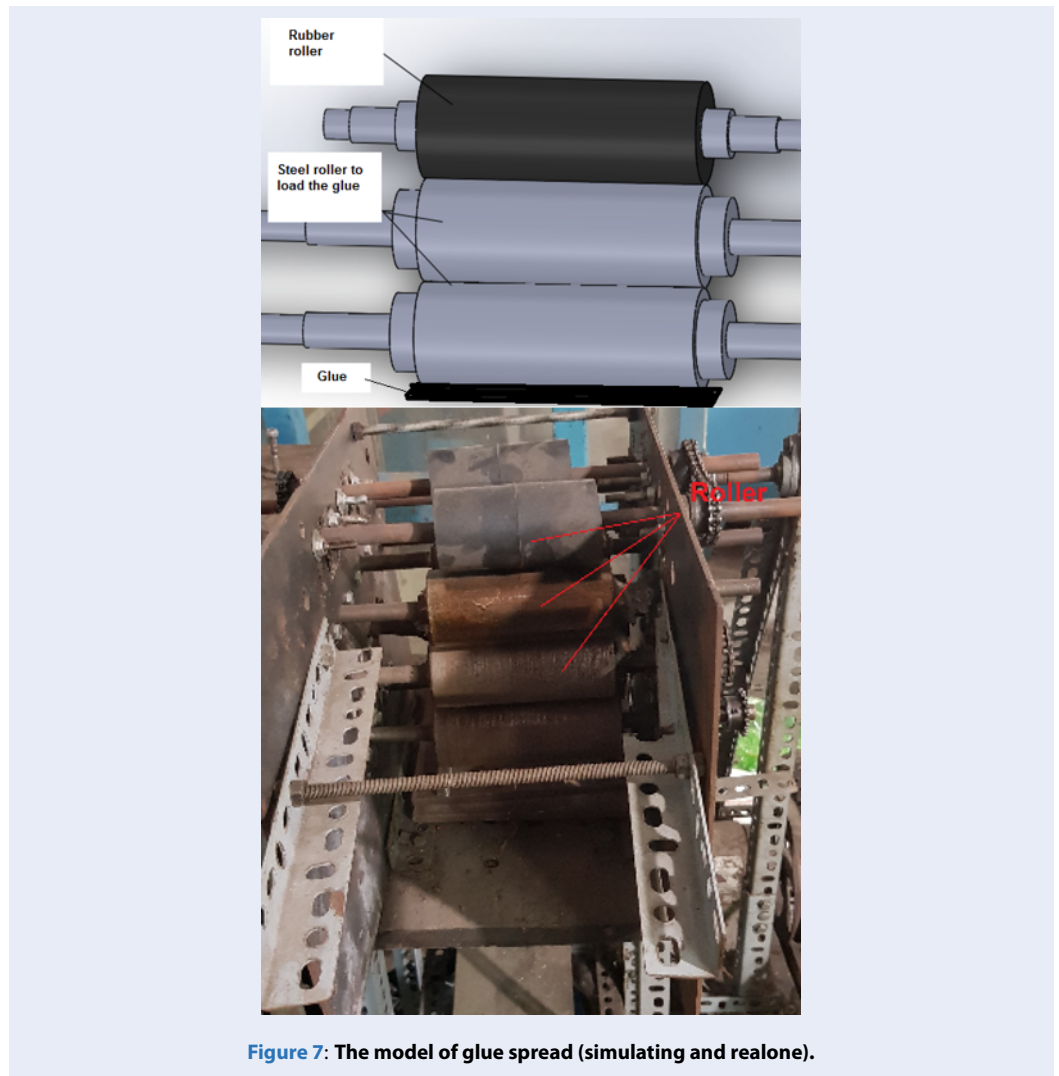 Rubber
roller
Steel roller to
load the glue
Glue
Roller
Figure 7: The model of glue spread (simulating and realone).